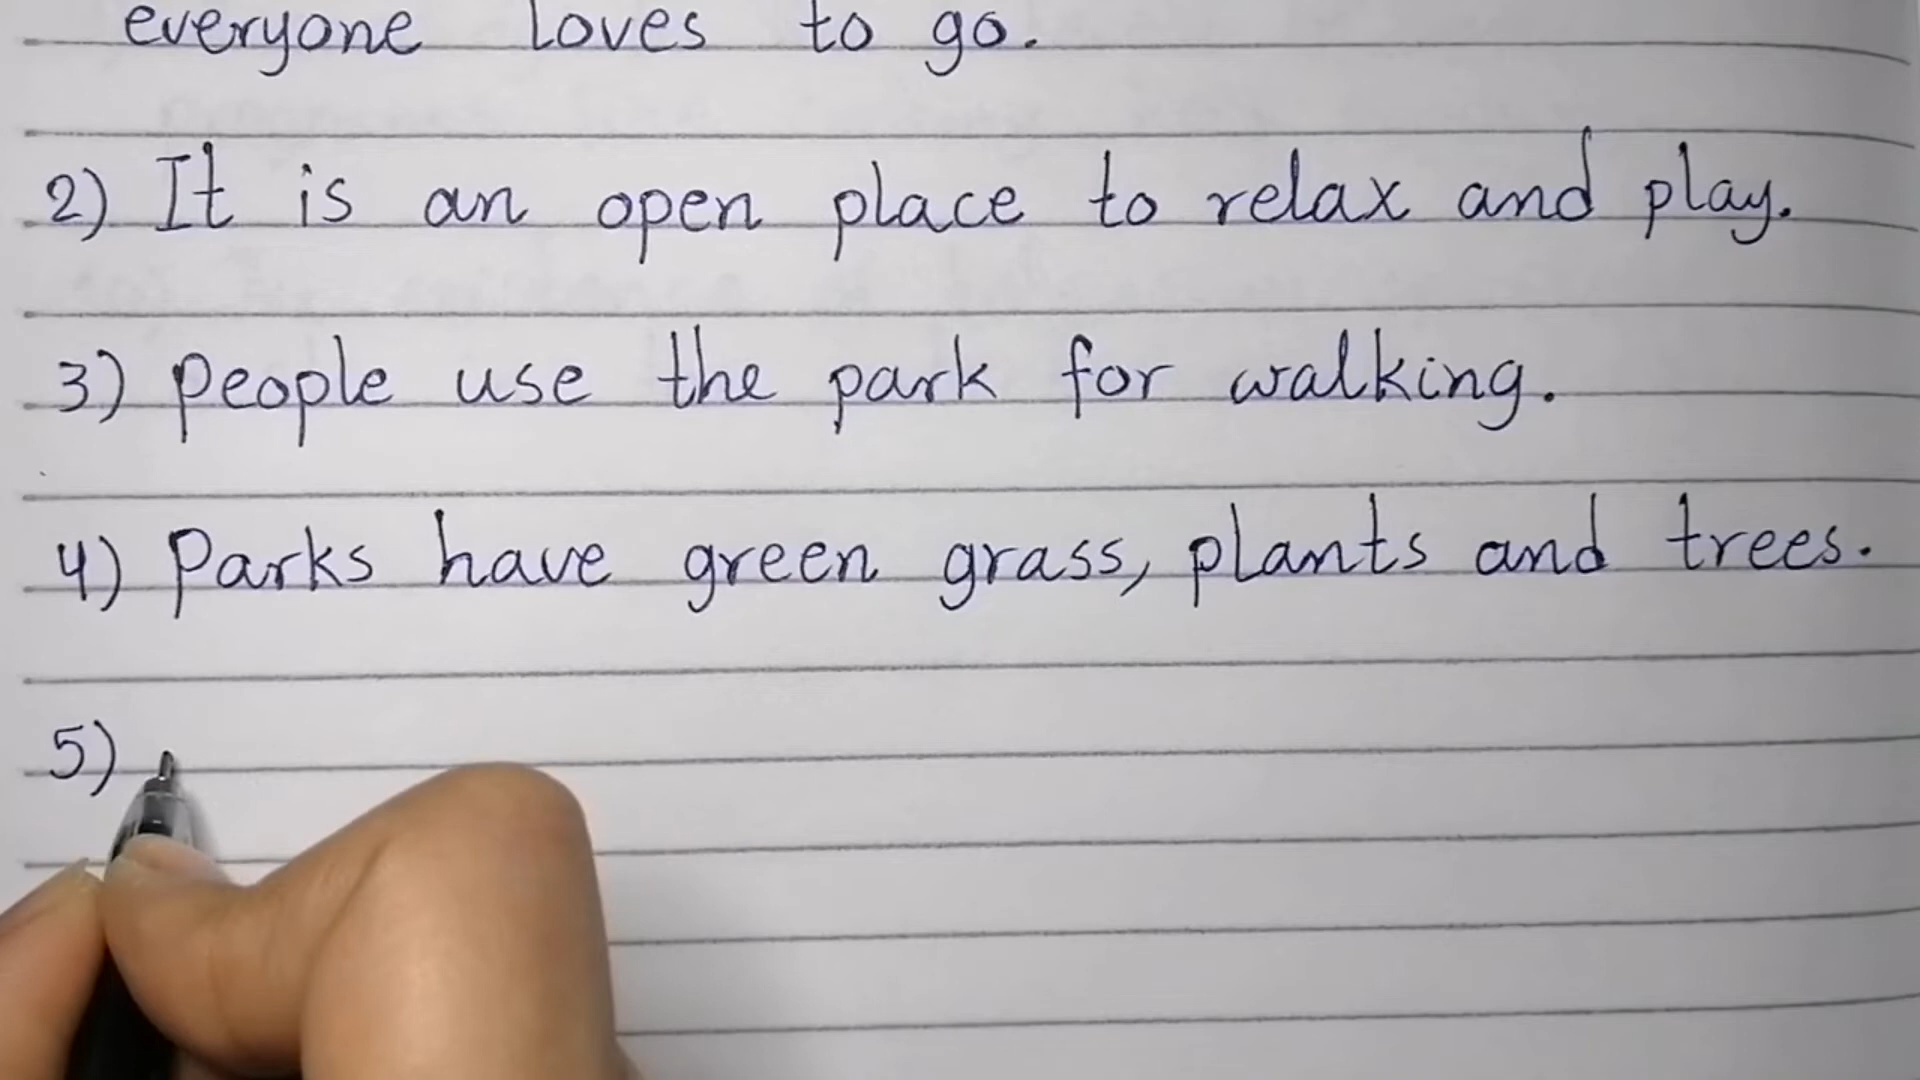 everyone loves to go.
2) It is an open place to relax and play.
3) People use the park for walking.
4) Parks have green grass, plants and trees.
5)